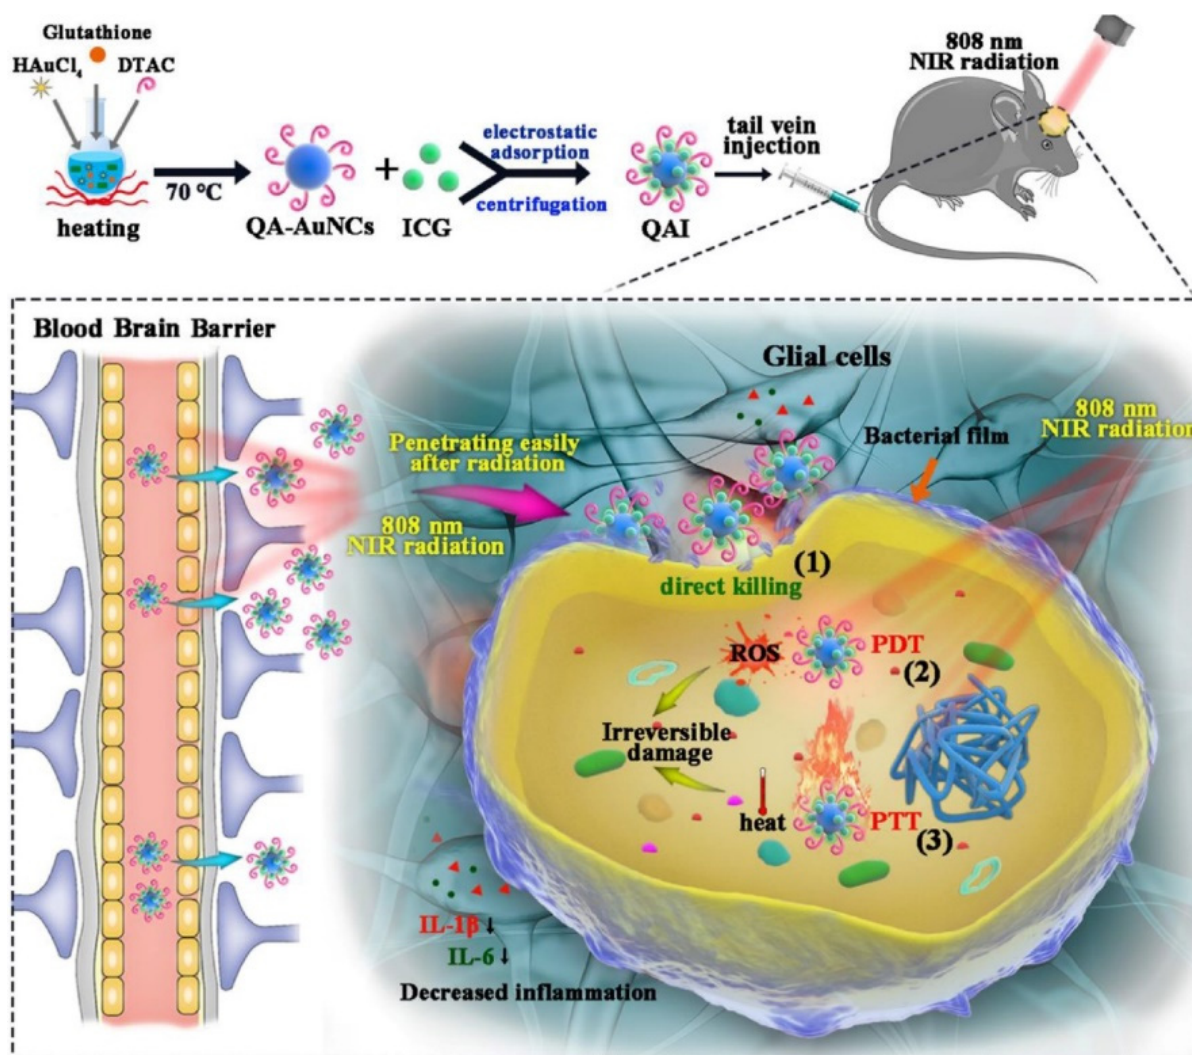 Glutathione
HAuCl4 DTAC
heating
70 °C
QA-AuNCs
+
ICG
electrostatic
adsorption
centrifugation
QAI
tail vein
injection
808 nm
NIR radiation
Blood Brain Barrier
Penetrating easily
after radiation
808 nm
NIR radiation
Glial cells
Bacterial film
808 nm
NIR radiation
(1)
direct killing
ROS
PDT
(2)
Irreversible
damage
heat
PTT
(3)
IL-1β ↓
IL-6 ↓
Decreased inflammation